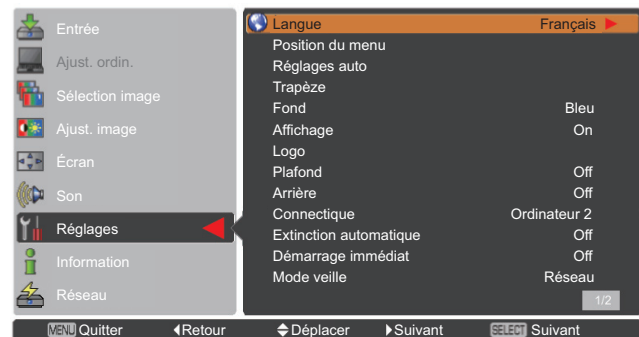 Entrée
Ajust. ordin.
Sélection image
Ajust. image
Écran
Son
Réglages
Information
Réseau
Langue Français
Position du menu
Réglages auto
Trapèze
Fond Bleu
Affichage On
Logo
Plafond Off
Arrière Off
Connectique Ordinateur 2
Extinction automatique Off
Démarrage immédiat Off
Mode veille Réseau
1/2
MENU Quitter Retour Déplacer Suivant SELECT Suivant